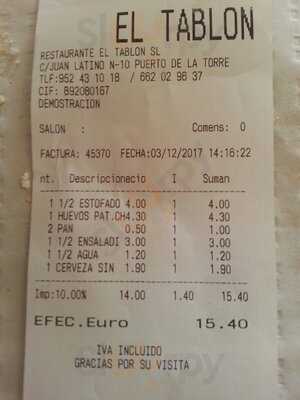 EL TABLON
RESTAURANTE EL TABLON SL
C/JUAN LATINO N-10 PUERTO DE LA TORRE
TLF:952 43 10 18 / 662 02 96 37
CIF: B92080167
DEMOSTRACION
SALON :                Comens: 0
FACTURA: 45370 FECHA:03/12/2017 14:16:22
nt. Descripcionecio I Suman
1 1/2 ESTOFADO 4.00 1 4.00
1 HUEVOS PAT.CH4.30 1 4.30
2 PAN 0.50 1 1.00
1 1/2 ENSALADI 3.00 1 3.00
1 1/2 AGUA 1.20 1 1.20
1 CERVEZA SIN 1.90 1 1.90
Imp:10.00% 14.00 1.40 15.40
EFEC.Euro 15.40
IVA INCLUIDO
GRACIAS POR SU VISITA